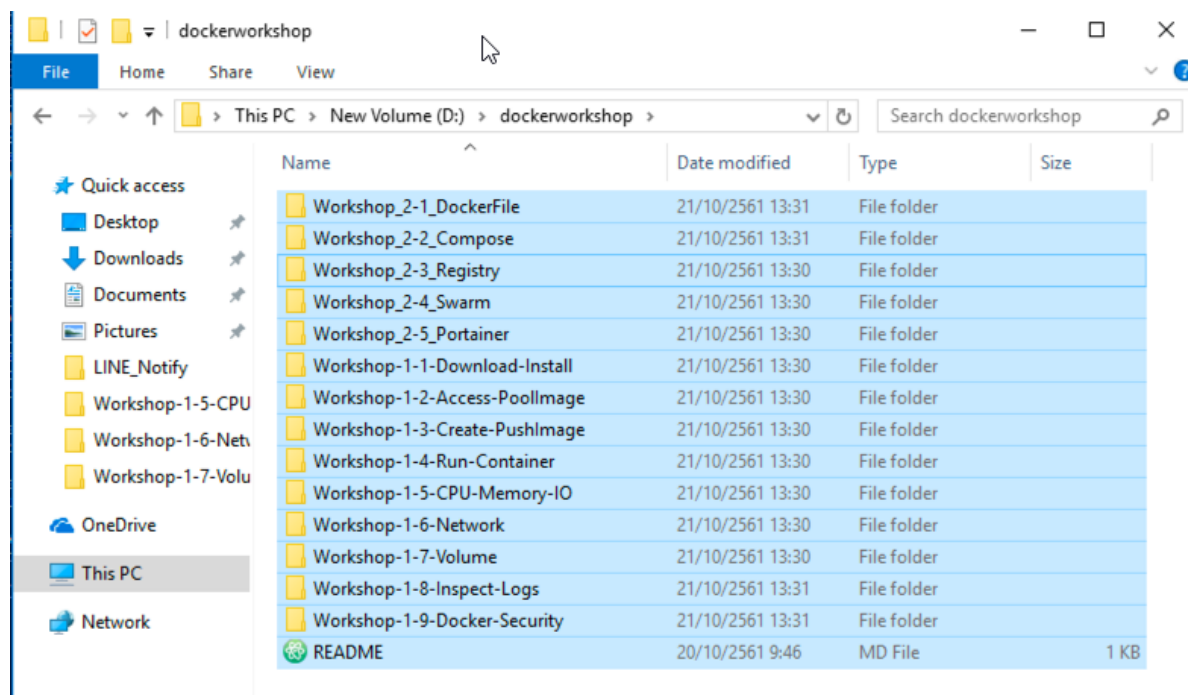 dockerworkshop
File Home Share View
This PC > New Volume (D:) > dockerworkshop >
Search dockerworkshop
Quick access
Desktop
Downloads
Documents
Pictures
LINE_Notify
Workshop-1-5-CPU
Workshop-1-6-Netw
Workshop-1-7-Volu
OneDrive
This PC
Network
Name Date modified Type Size
Workshop_2-1_DockerFile 21/10/2561 13:31 File folder
Workshop_2-2_Compose 21/10/2561 13:31 File folder
Workshop_2-3_Registry 21/10/2561 13:30 File folder
Workshop_2-4_Swarm 21/10/2561 13:30 File folder
Workshop_2-5_Portainer 21/10/2561 13:30 File folder
Workshop-1-1-Download-Install 21/10/2561 13:30 File folder
Workshop-1-2-Access-PoolImage 21/10/2561 13:30 File folder
Workshop-1-3-Create-PushImage 21/10/2561 13:30 File folder
Workshop-1-4-Run-Container 21/10/2561 13:30 File folder
Workshop-1-5-CPU-Memory-IO 21/10/2561 13:30 File folder
Workshop-1-6-Network 21/10/2561 13:30 File folder
Workshop-1-7-Volume 21/10/2561 13:30 File folder
Workshop-1-8-Inspect-Logs 21/10/2561 13:31 File folder
Workshop-1-9-Docker-Security 21/10/2561 13:31 File folder
README 20/10/2561 9:46 MD File 1 KB